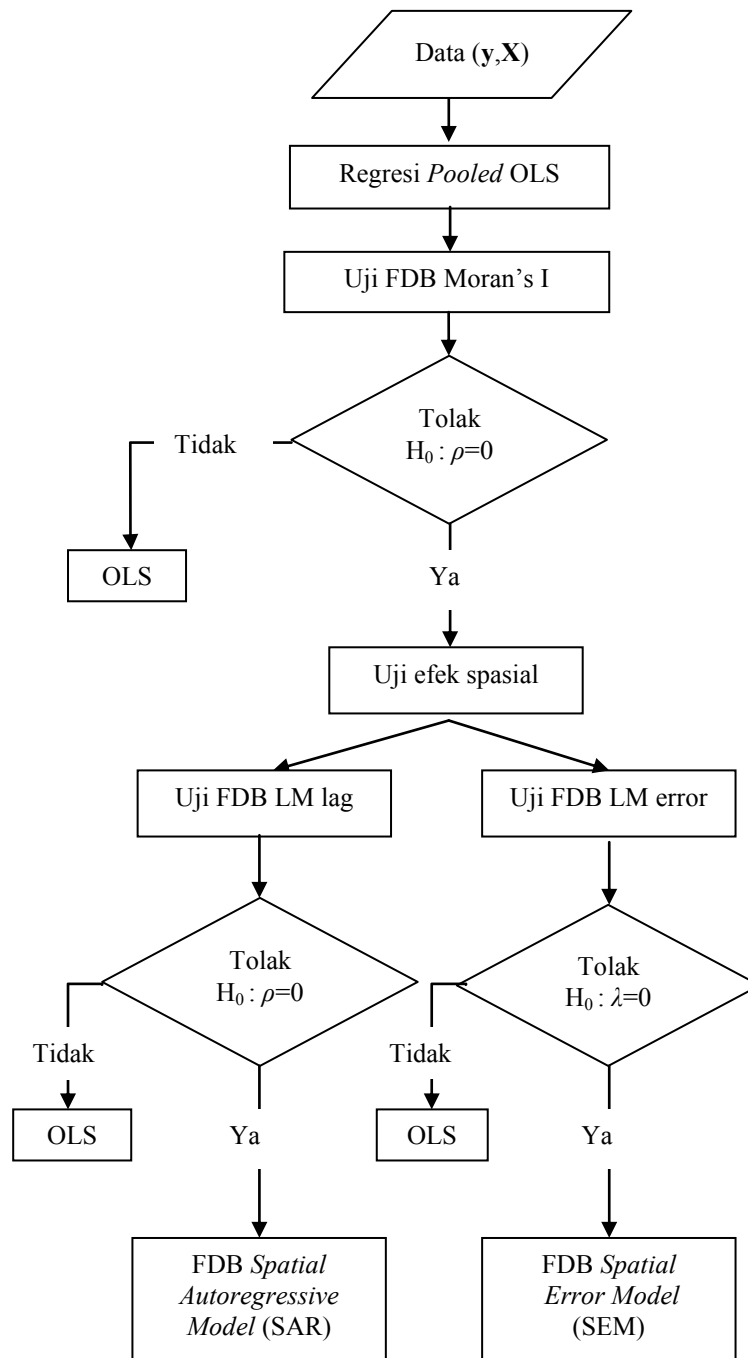 Data (y,X)
Regresi Pooled OLS
Uji FDB Moran’s I
Tolak
H₀ : ρ=0
Tidak
OLS
Ya
Uji efek spasial
Uji FDB LM lag
Uji FDB LM error
Tolak
H₀ : ρ=0
Tolak
H₀ : λ=0
Tidak
Tidak
OLS
Ya
OLS
Ya
FDB Spatial
Autoregressive
Model (SAR)
FDB Spatial
Error Model
(SEM)